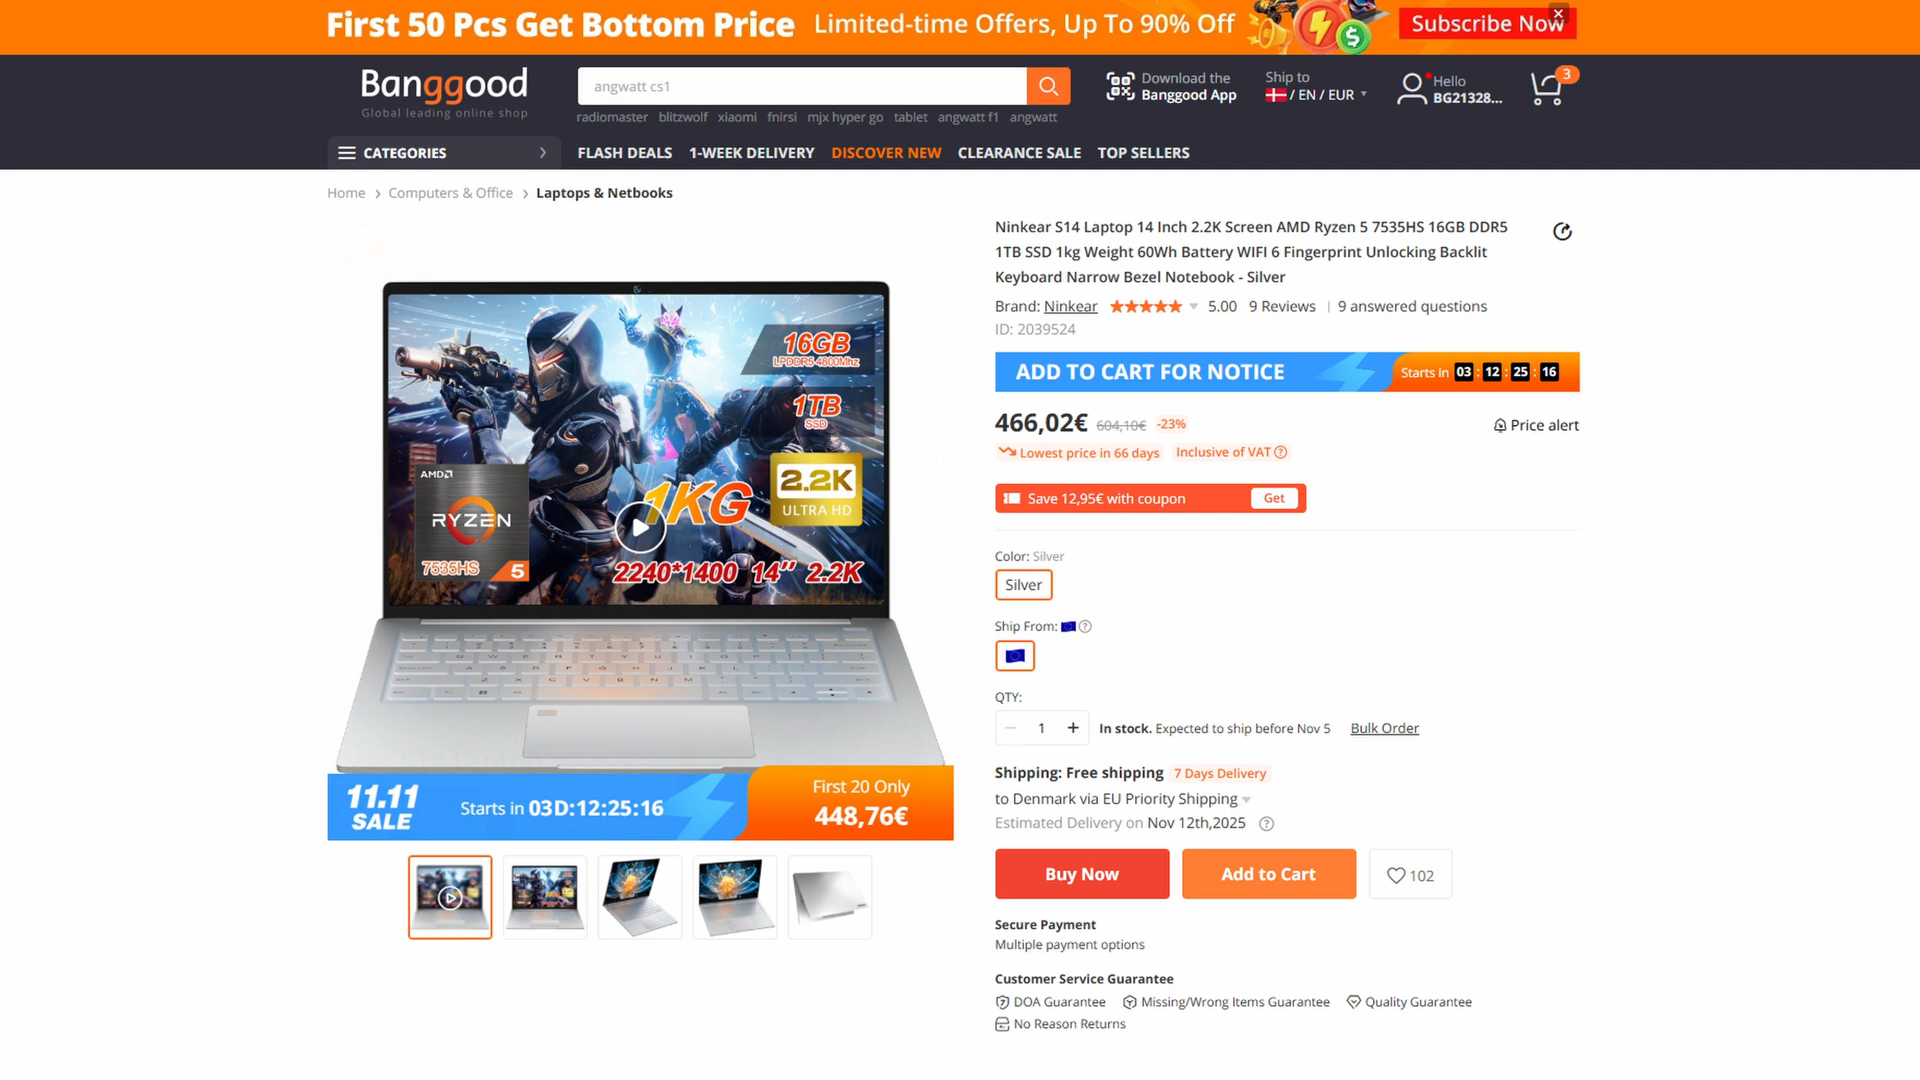 First 50 Pcs Get Bottom Price Limited-time Offers, Up To 90% Off $ Subscribe Now
Banggood
Global leading online shop
angwatt cs1
Download the
Banggood App
Ship to
/ EN / EUR
Hello
BG21328...
3
radiomaster blitzwolf xiaomi fnirsi mjx hyper go tablet angwatt f1 angwatt
CATEGORIES
FLASH DEALS 1-WEEK DELIVERY DISCOVER NEW CLEARANCE SALE TOP SELLERS
Home > Computers & Office > Laptops & Netbooks
16GB
LPDDR5 4800Mhz
1TB
SSD
AMD
RYZEN
7535HS 5
1KG
2.2K
ULTRA HD
2240*1400 14″ 2.2K
11.11
SALE
Starts in 03D:12:25:16
First 20 Only
448,76€
Ninkear S14 Laptop 14 Inch 2.2K Screen AMD Ryzen 5 7535HS 16GB DDR5
1TB SSD 1kg Weight 60Wh Battery WIFI 6 Fingerprint Unlocking Backlit
Keyboard Narrow Bezel Notebook - Silver
Brand: Ninkear 5.00 9 Reviews | 9 answered questions
ID: 2039524
ADD TO CART FOR NOTICE Starts in 03 : 12 : 25 : 16
466,02€ 604,10€ -23% Price alert
Lowest price in 66 days Inclusive of VAT ?
Save 12,95€ with coupon Get
Color: Silver
Silver
Ship From: ?
QTY:
− 1 + In stock. Expected to ship before Nov 5 Bulk Order
Shipping: Free shipping 7 Days Delivery
to Denmark via EU Priority Shipping
Estimated Delivery on Nov 12th,2025 ?
Buy Now Add to Cart 102
Secure Payment
Multiple payment options
Customer Service Guarantee
DOA Guarantee Missing/Wrong Items Guarantee Quality Guarantee
No Reason Returns